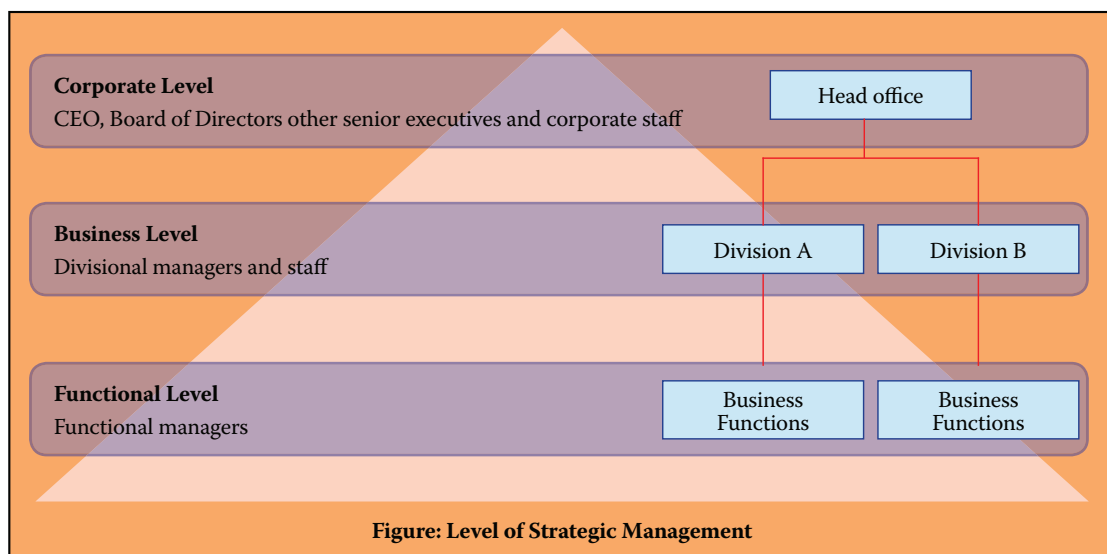 Corporate Level
CEO, Board of Directors other senior executives and corporate staff
Head office
Business Level
Divisional managers and staff
Division A
Division B
Functional Level
Functional managers
Business
Functions
Business
Functions
Figure: Level of Strategic Management